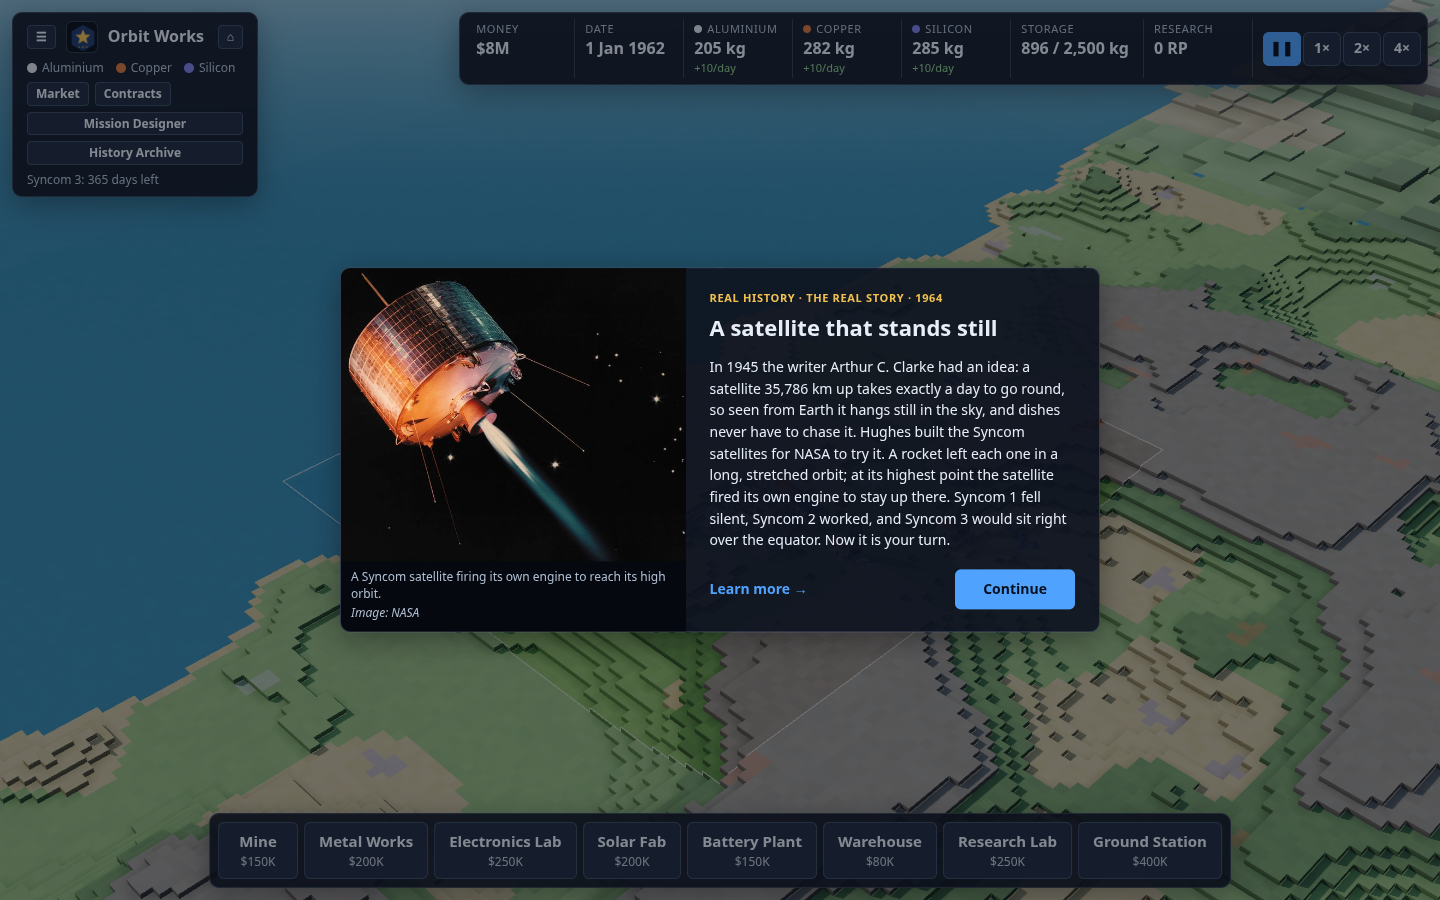 ☰ Orbit Works ⌂
Aluminium Copper Silicon
Market Contracts
Mission Designer
History Archive
Syncom 3: 365 days left
MONEY
$8M
DATE
1 Jan 1962
ALUMINIUM
205 kg
+10/day
COPPER
282 kg
+10/day
SILICON
285 kg
+10/day
STORAGE
896 / 2,500 kg
RESEARCH
0 RP
❚❚ 1× 2× 4×
A Syncom satellite firing its own engine to reach its high
orbit.
Image: NASA
REAL HISTORY · THE REAL STORY · 1964
A satellite that stands still
In 1945 the writer Arthur C. Clarke had an idea: a
satellite 35,786 km up takes exactly a day to go round,
so seen from Earth it hangs still in the sky, and dishes
never have to chase it. Hughes built the Syncom
satellites for NASA to try it. A rocket left each one in a
long, stretched orbit; at its highest point the satellite
fired its own engine to stay up there. Syncom 1 fell
silent, Syncom 2 worked, and Syncom 3 would sit right
over the equator. Now it is your turn.
Learn more →
Continue
Mine
$150K
Metal Works
$200K
Electronics Lab
$250K
Solar Fab
$200K
Battery Plant
$150K
Warehouse
$80K
Research Lab
$250K
Ground Station
$400K